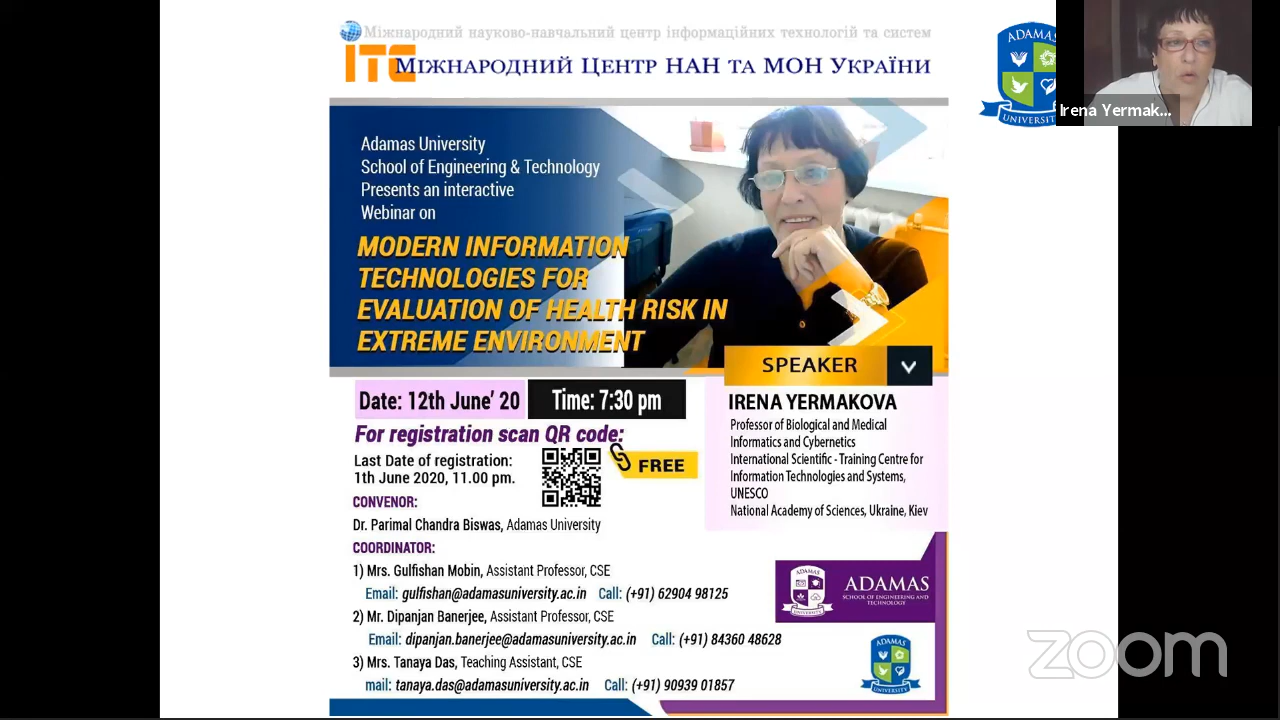 Міжнародний науково-навчальний центр інформаційних технологій та систем
ITC
Міжнародний Центр НАН та МОН України
ADAMAS
UNIVERSITY
Irena Yermak...
Adamas University
School of Engineering & Technology
Presents an interactive
Webinar on
MODERN INFORMATION
TECHNOLOGIES FOR
EVALUATION OF HEALTH RISK IN
EXTREME ENVIRONMENT
SPEAKER
IRENA YERMAKOVA
Professor of Biological and Medical
Informatics and Cybernetics
International Scientific - Training Centre for
Information Technologies and Systems,
UNESCO
National Academy of Sciences, Ukraine, Kiev
Date: 12th June' 20
Time: 7:30 pm
For registration scan QR code:
Last Date of registration:
1th June 2020, 11.00 pm.
FREE
CONVENOR:
Dr. Parimal Chandra Biswas, Adamas University
COORDINATOR:
1) Mrs. Gulfishan Mobin, Assistant Professor, CSE
Email: gulfishan@adamasuniversity.ac.in Call: (+91) 62904 98125
2) Mr. Dipanjan Banerjee, Assistant Professor, CSE
Email: dipanjan.banerjee@adamasuniversity.ac.in Call: (+91) 84360 48628
3) Mrs. Tanaya Das, Teaching Assistant, CSE
mail: tanaya.das@adamasuniversity.ac.in Call: (+91) 90939 01857
ADAMAS
SCHOOL OF ENGINEERING AND
TECHNOLOGY
ADAMAS
UNIVERSITY
zoom